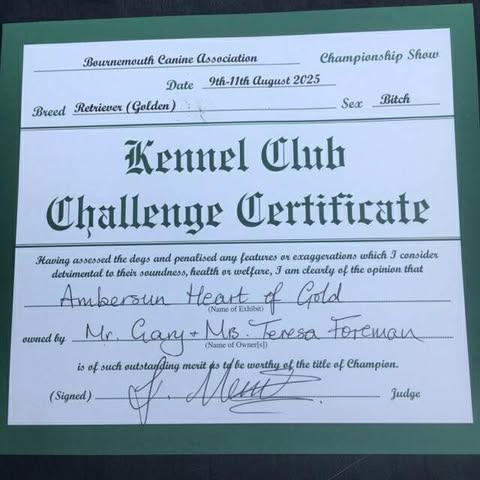 Bournemouth Canine Association Championship Show
Date 9th-11th August 2025
Breed Retriever (Golden) Sex Bitch
Kennel Club
Challenge Certificate
Having assessed the dogs and penalised any features or exaggerations which I consider
detrimental to their soundness, health or welfare, I am clearly of the opinion that
Ambersun Heart of Gold
(Name of Exhibit)
owned by Mr. Gary + Mrs. Teresa Foreman
(Name of Owner[s])
is of such outstanding merit as to be worthy of the title of Champion.
(Signed) Judge